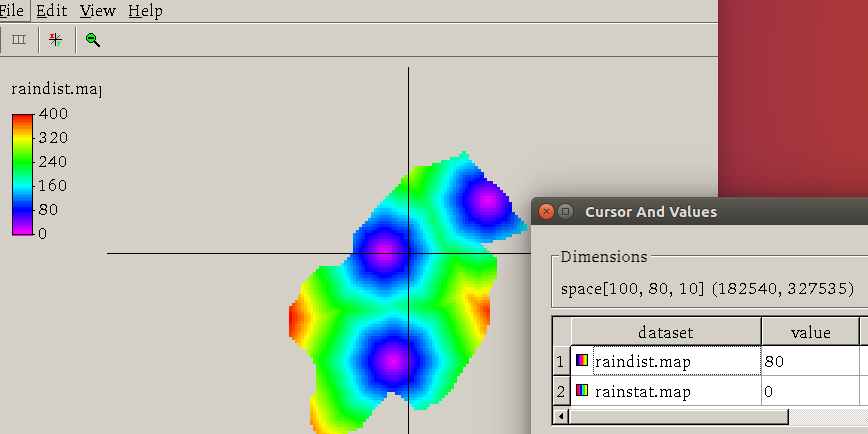 File Edit View Help
raindist.map
400
320
240
160
80
0
Cursor And Values
Dimensions
space[100, 80, 10] (182540, 327535)
dataset value
1 raindist.map 80
2 rainstat.map 0